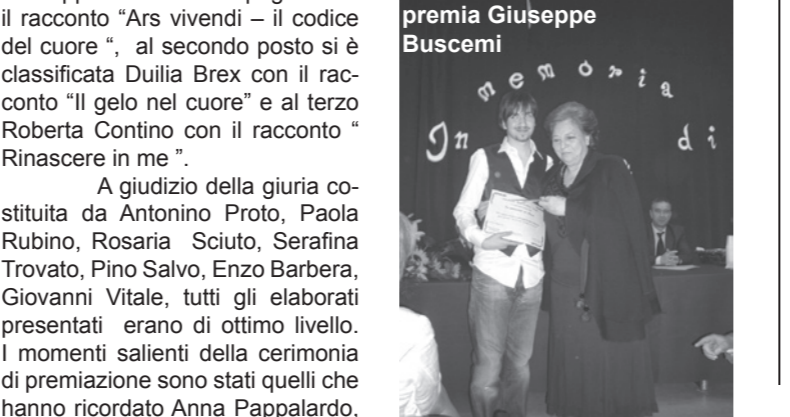 il racconto “Ars vivendi – il codice
del cuore “, al secondo posto si è
classificata Duilia Brex con il rac-
conto “Il gelo nel cuore” e al terzo
Roberta Contino con il racconto “
Rinascere in me ”.
A giudizio della giuria co-
stituita da Antonino Proto, Paola
Rubino, Rosaria Sciuto, Serafina
Trovato, Pino Salvo, Enzo Barbera,
Giovanni Vitale, tutti gli elaborati
presentati erano di ottimo livello.
I momenti salienti della cerimonia
di premiazione sono stati quelli che
hanno ricordato Anna Pappalardo,
premia Giuseppe
Buscemi
In memoria di